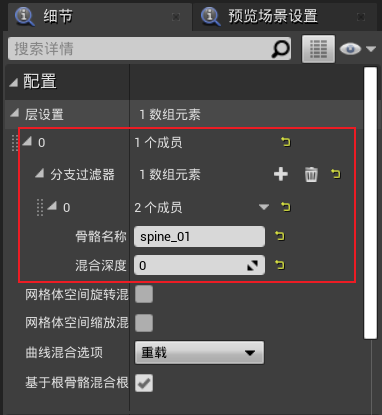 细节
预览场景设置
搜索详情
配置
层设置 1 数组元素
0 1 个成员
分支过滤器 1 数组元素
0 2 个成员
骨骼名称 spine_01
混合深度 0
网格体空间旋转混
网格体空间缩放混
曲线混合选项 重载
基于根骨骼混合根